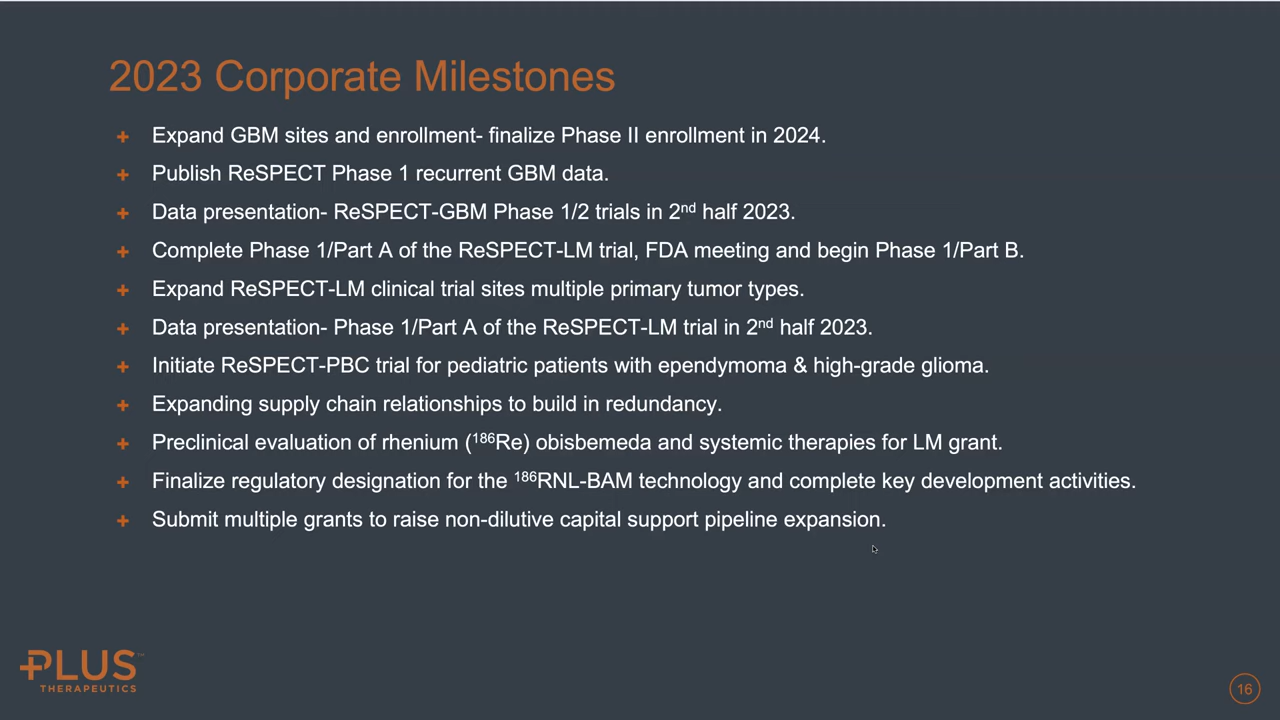 2023 Corporate Milestones
Expand GBM sites and enrollment- finalize Phase II enrollment in 2024.
Publish ReSPECT Phase 1 recurrent GBM data.
Data presentation- ReSPECT-GBM Phase 1/2 trials in 2nd half 2023.
Complete Phase 1/Part A of the ReSPECT-LM trial, FDA meeting and begin Phase 1/Part B.
Expand ReSPECT-LM clinical trial sites multiple primary tumor types.
Data presentation- Phase 1/Part A of the ReSPECT-LM trial in 2nd half 2023.
Initiate ReSPECT-PBC trial for pediatric patients with ependymoma & high-grade glioma.
Expanding supply chain relationships to build in redundancy.
Preclinical evaluation of rhenium (186Re) obisbemeda and systemic therapies for LM grant.
Finalize regulatory designation for the 186RNL-BAM technology and complete key development activities.
Submit multiple grants to raise non-dilutive capital support pipeline expansion.
PLUS™
THERAPEUTICS
16